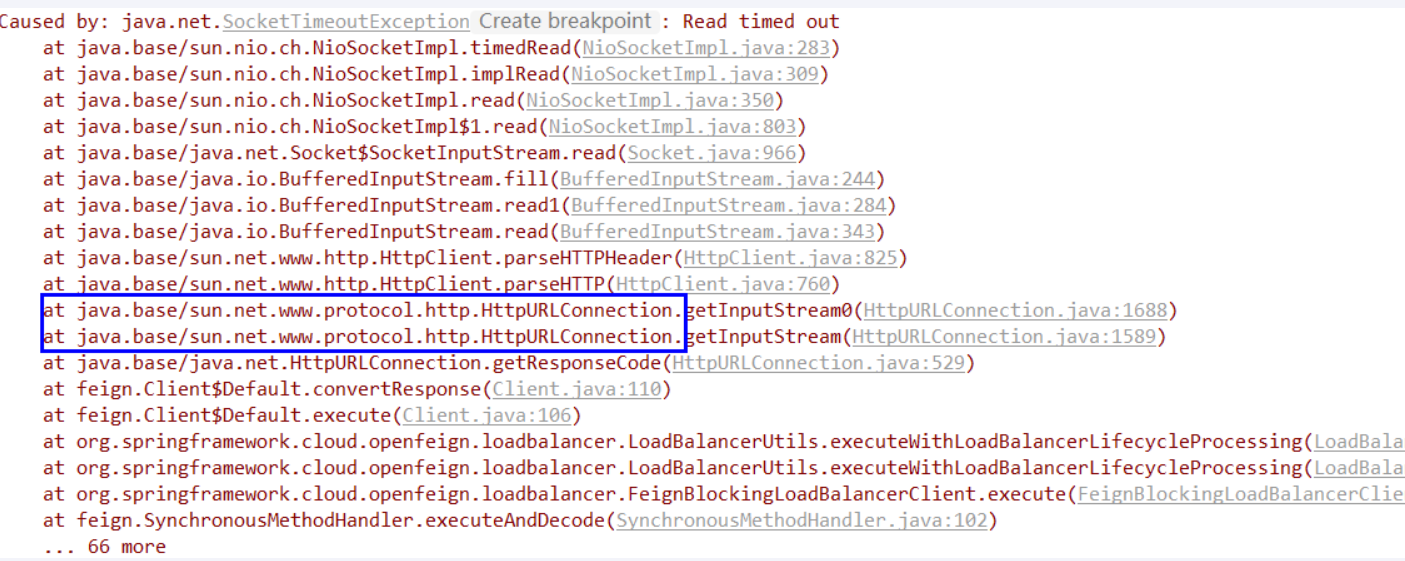 Caused by: java.net.SocketTimeoutException Create breakpoint : Read timed out
at java.base/sun.nio.ch.NioSocketImpl.timedRead(NioSocketImpl.java:283)
at java.base/sun.nio.ch.NioSocketImpl.implRead(NioSocketImpl.java:309)
at java.base/sun.nio.ch.NioSocketImpl.read(NioSocketImpl.java:350)
at java.base/sun.nio.ch.NioSocketImpl$1.read(NioSocketImpl.java:803)
at java.base/java.net.Socket$SocketInputStream.read(Socket.java:966)
at java.base/java.io.BufferedInputStream.fill(BufferedInputStream.java:244)
at java.base/java.io.BufferedInputStream.read1(BufferedInputStream.java:284)
at java.base/java.io.BufferedInputStream.read(BufferedInputStream.java:343)
at java.base/sun.net.www.http.HttpClient.parseHTTPHeader(HttpClient.java:825)
at java.base/sun.net.www.http.HttpClient.parseHTTP(HttpClient.java:760)
at java.base/sun.net.www.protocol.http.HttpURLConnection.getInputStream0(HttpURLConnection.java:1688)
at java.base/sun.net.www.protocol.http.HttpURLConnection.getInputStream(HttpURLConnection.java:1589)
at java.base/java.net.HttpURLConnection.getResponseCode(HttpURLConnection.java:529)
at feign.Client$Default.convertResponse(Client.java:110)
at feign.Client$Default.execute(Client.java:106)
at org.springframework.cloud.openfeign.loadbalancer.LoadBalancerUtils.executeWithLoadBalancerLifecycleProcessing(LoadBala
at org.springframework.cloud.openfeign.loadbalancer.LoadBalancerUtils.executeWithLoadBalancerLifecycleProcessing(LoadBala
at org.springframework.cloud.openfeign.loadbalancer.FeignBlockingLoadBalancerClient.execute(FeignBlockingLoadBalancerClie
at feign.SynchronousMethodHandler.executeAndDecode(SynchronousMethodHandler.java:102)
... 66 more